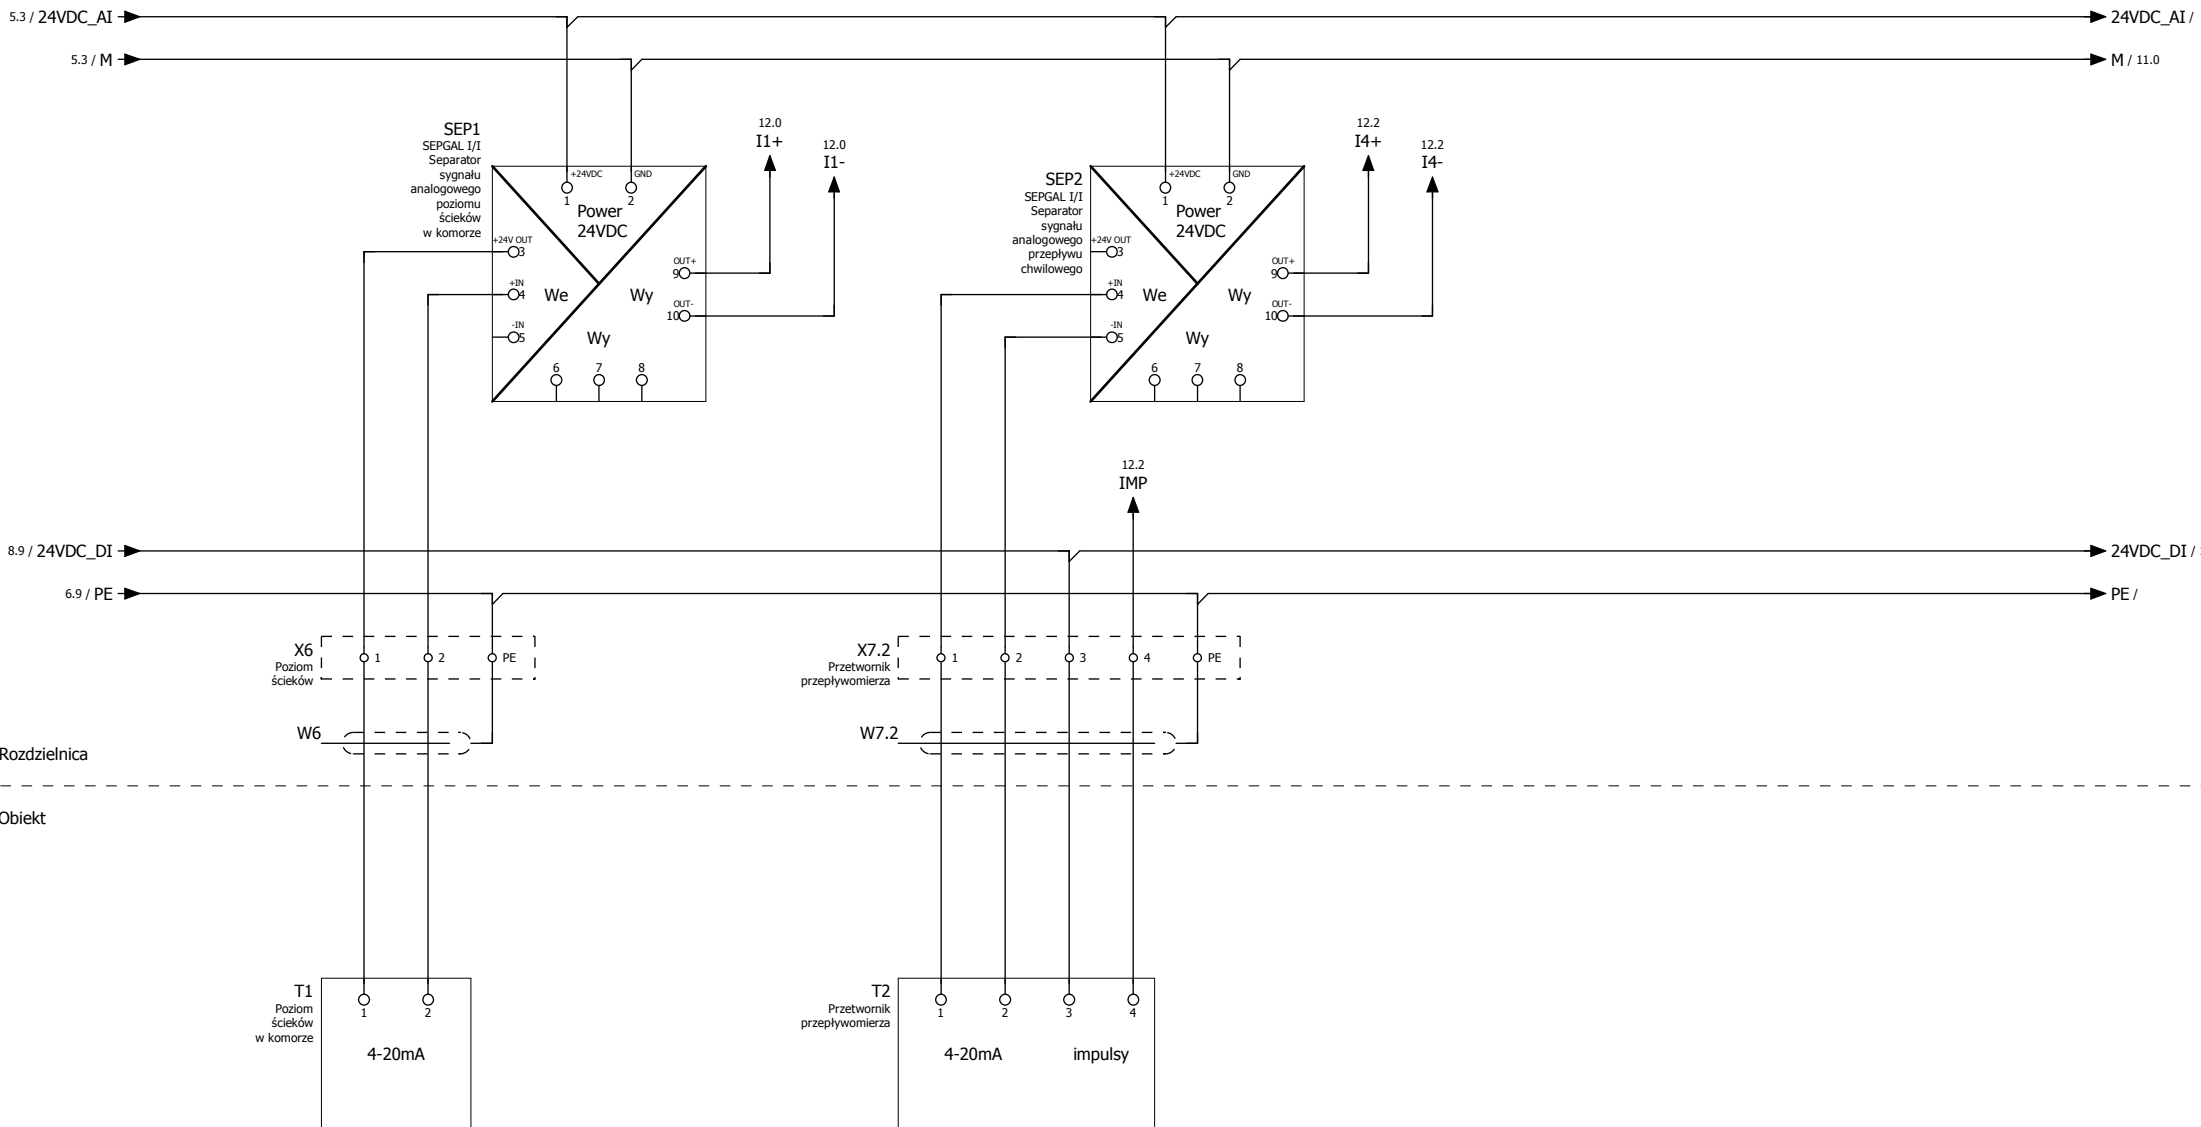 5.3 / 24VDC_AI
24VDC_AI /
5.3 / M
M / 11.0
SEP1
SEPGAL I/I
Separator
sygnału
analogowego
poziomu
ścieków
w komorze
+24VDC
GND
1
2
Power
24VDC
+24V OUT
3
+IN
4
-IN
5
We
Wy
Wy
OUT+
9
OUT-
10
6
7
8
12.0
I1+
12.0
I1-
SEP2
SEPGAL I/I
Separator
sygnału
analogowego
przepływu
chwilowego
+24VDC
GND
1
2
Power
24VDC
+24V OUT
3
+IN
4
-IN
5
We
Wy
Wy
OUT+
9
OUT-
10
6
7
8
12.2
I4+
12.2
I4-
12.2
IMP
8.9 / 24VDC_DI
24VDC_DI /
6.9 / PE
PE /
X6
Poziom
ścieków
1
2
PE
X7.2
Przetwornik
przepływomierza
1
2
3
4
PE
W6
W7.2
Rozdzielnica
Obiekt
T1
Poziom
ścieków
w komorze
1
2
4-20mA
T2
Przetwornik
przepływomierza
1
2
3
4
4-20mA
impulsy